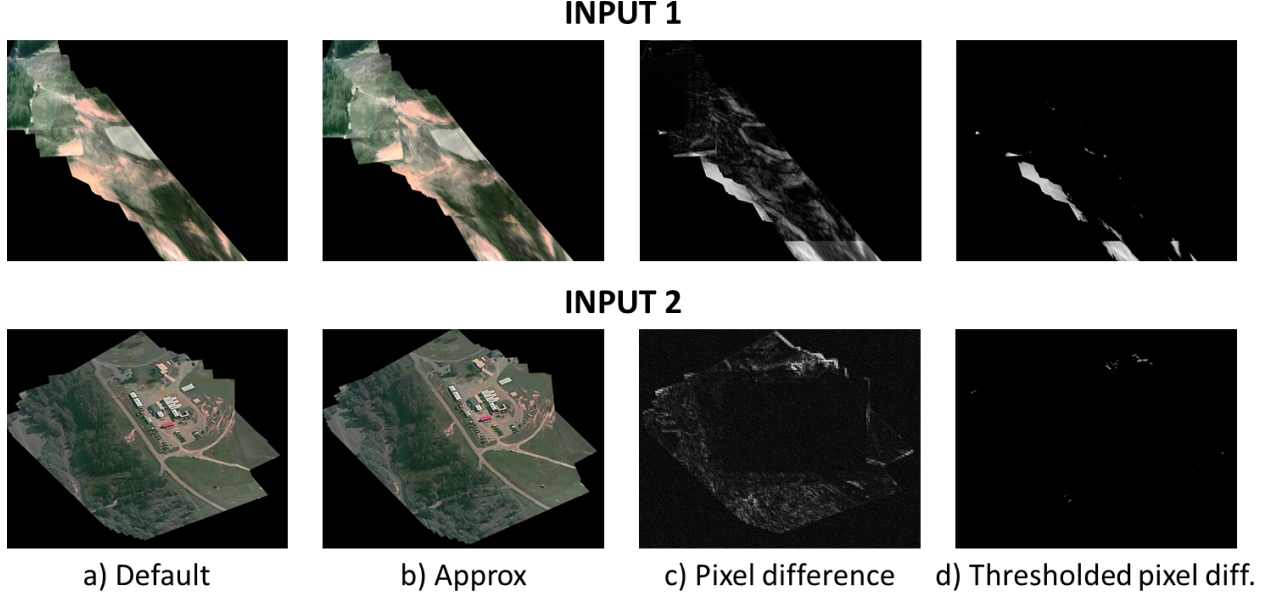 INPUT 1
INPUT 2
a) Default
b) Approx
c) Pixel difference
d) Thresholded pixel diff.